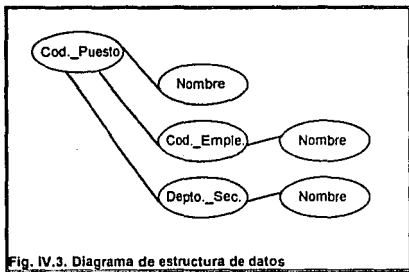 Cod._Puesto
Nombre
Cod._Emple.
Nombre
Depto._Sec.
Nombre
Fig. IV.3. Diagrama de estructura de datos